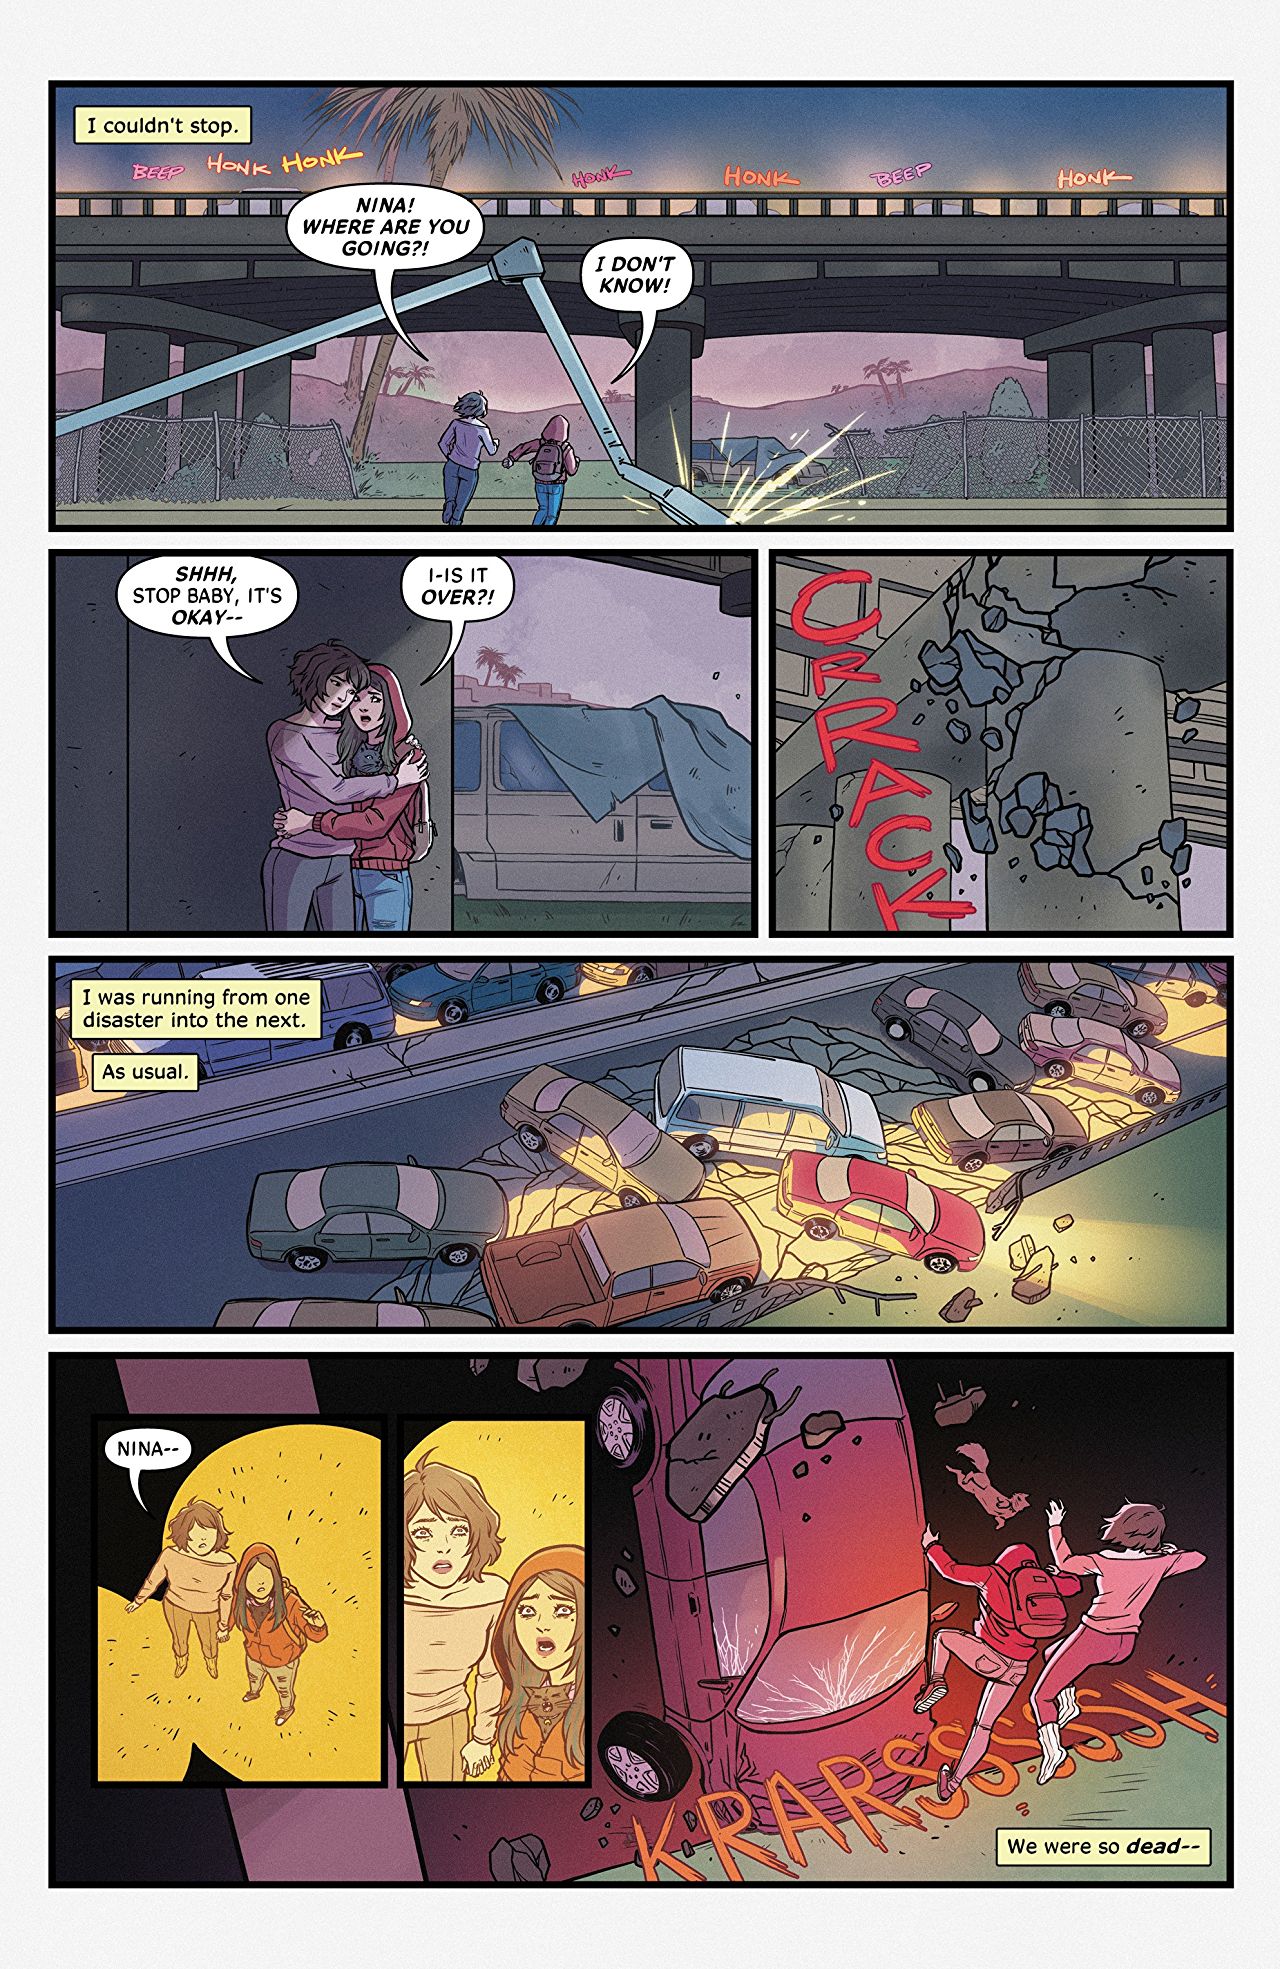 I couldn't stop.
BEEP
HONK
HONK
HONK
HONK
BEEP
HONK
NINA!
WHERE ARE YOU
GOING?!
I DON'T
KNOW!
SHHH,
STOP BABY, IT'S
OKAY--
I-IS IT
OVER?!
CRRACK
I was running from one
disaster into the next.
As usual.
NINA--
KRARSSSSSSH
We were so dead--